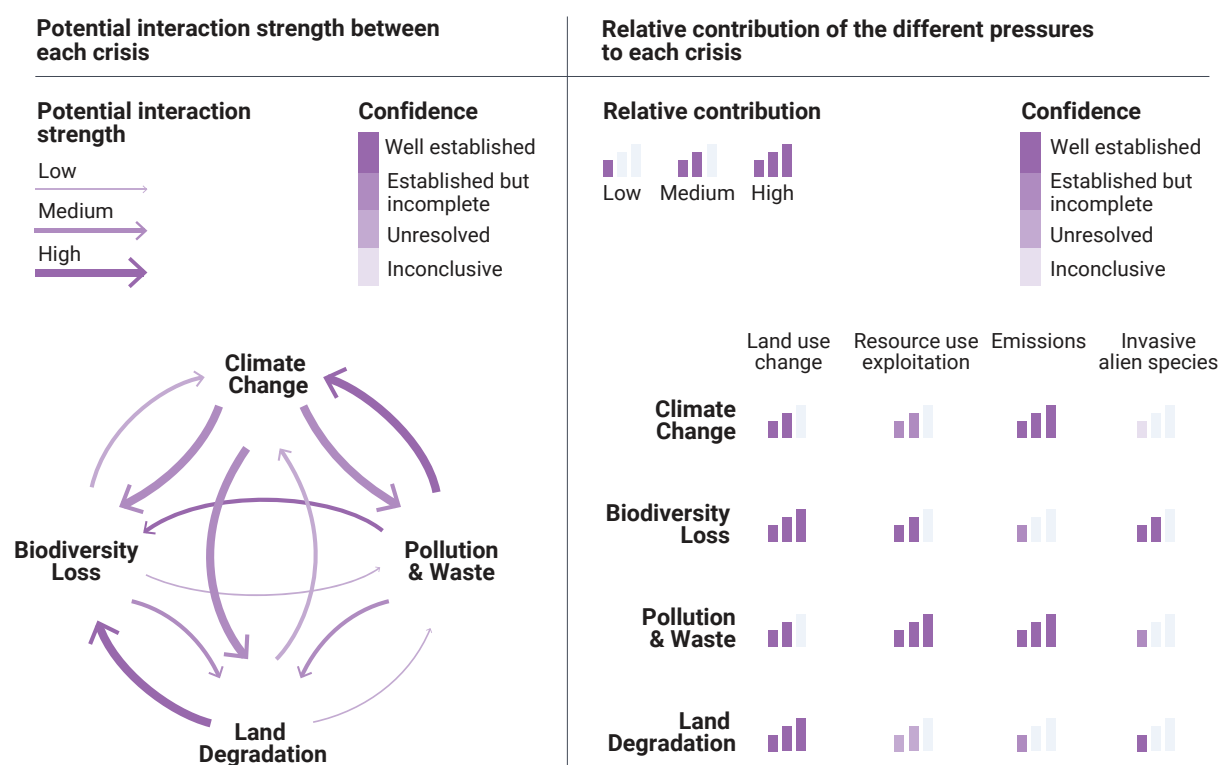 Potential interaction strength between
each crisis
Potential interaction
strength
Low
Medium
High
Confidence
Well established
Established but
incomplete
Unresolved
Inconclusive
Climate
Change
Biodiversity
Loss
Pollution
& Waste
Land
Degradation
Relative contribution of the different pressures
to each crisis
Relative contribution
Low
Medium
High
Confidence
Well established
Established but
incomplete
Unresolved
Inconclusive
Land use
change
Resource use
exploitation
Emissions
Invasive
alien species
Climate
Change
Biodiversity
Loss
Pollution
& Waste
Land
Degradation